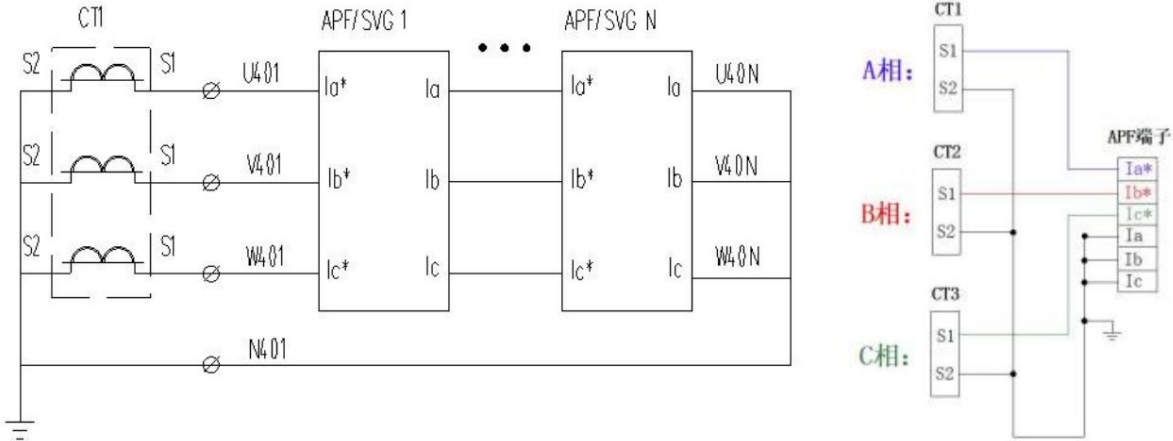 CT1 APF/SVG 1 APF/SVG N
S2 S1 U401 Ia* Ia Ia* Ia U40N
S2 S1 V401 Ib* Ib Ib* Ib V40N
S2 S1 W401 Ic* Ic Ic* Ic W40N
N401
CT1
A相:
S1
S2
CT2
B相:
S1
S2
CT3
C相:
S1
S2
APF端子
Ia*
Ib*
Ic*
Ia
Ib
Ic